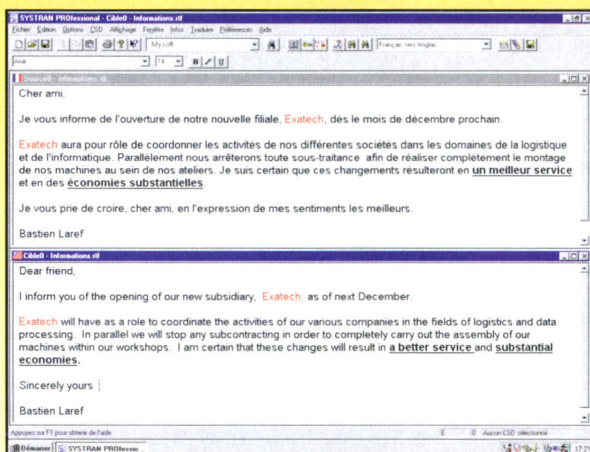 SYSTRAN PROfessional - Cible0 - Informations.rtf
Fichier Edition Options CSD Affichage Fenêtre Infos Traduire Préférences Aide
My soft
Français vers Anglais
Arial 14 B I U
Source0 - Informations.rtf
Cher ami,
Je vous informe de l'ouverture de notre nouvelle filiale, Exatech, dès le mois de décembre prochain.
Exatech aura pour rôle de coordonner les activités de nos différentes sociétés dans les domaines de la logistique
et de l'informatique. Parallèlement nous arrêterons toute sous-traitance afin de réaliser complètement le montage
de nos machines au sein de nos ateliers. Je suis certain que ces changements résulteront en un meilleur service
et en des économies substantielles.
Je vous prie de croire, cher ami, en l'expression de mes sentiments les meilleurs.
Bastien Laref
Cible0 - Informations.rtf
Dear friend,
I inform you of the opening of our new subsidiary, Exatech, as of next December.
Exatech will have as a role to coordinate the activities of our various companies in the fields of logistics and data
processing. In parallel we will stop any subcontracting in order to completely carry out the assembly of our
machines within our workshops. I am certain that these changes will result in a better service and substantial
economies.
Sincerely yours
Bastien Laref
Appuyez sur F1 pour obtenir de l'aide
Aucun CSD sélectionné
Démarrer SYSTRAN PROfessio... 17:29